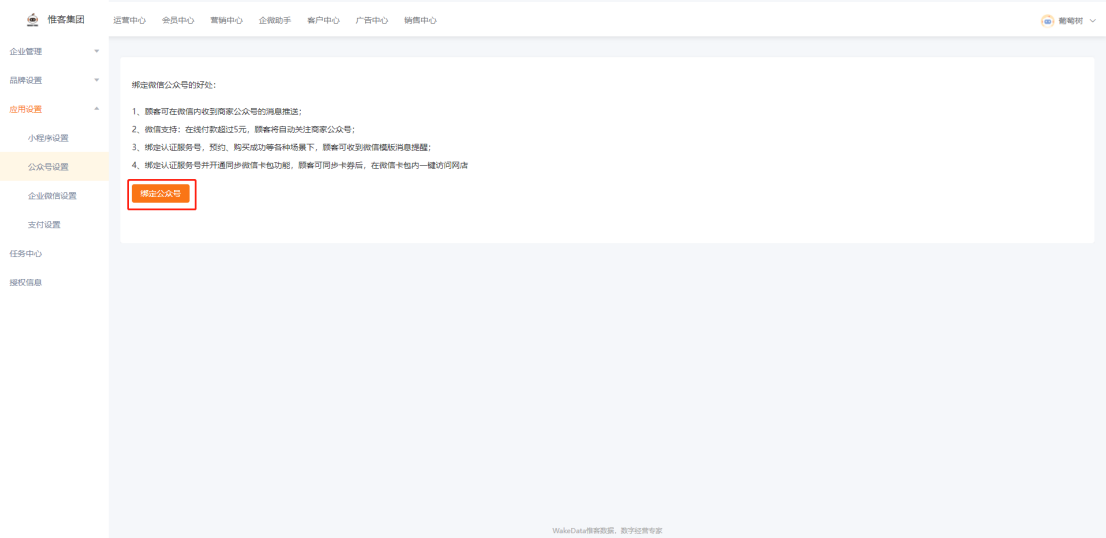 惟客集团
运营中心 会员中心 营销中心 企微助手 客户中心 广告中心 销售中心
葡萄树
企业管理
品牌设置
应用设置
小程序设置
公众号设置
企业微信设置
支付设置
任务中心
授权信息
绑定微信公众号的好处：
1、顾客可在微信内收到商家公众号的消息推送；
2、微信支持：在线付款超过5元，顾客将自动关注商家公众号；
3、绑定认证服务号，预约、购买成功等各种场景下，顾客可收到微信模版消息提醒；
4、绑定认证服务号并开通同步微信卡包功能，顾客可同步卡券后，在微信卡包内一键访问网店
绑定公众号
WakeData惟客数据，数字经营专家